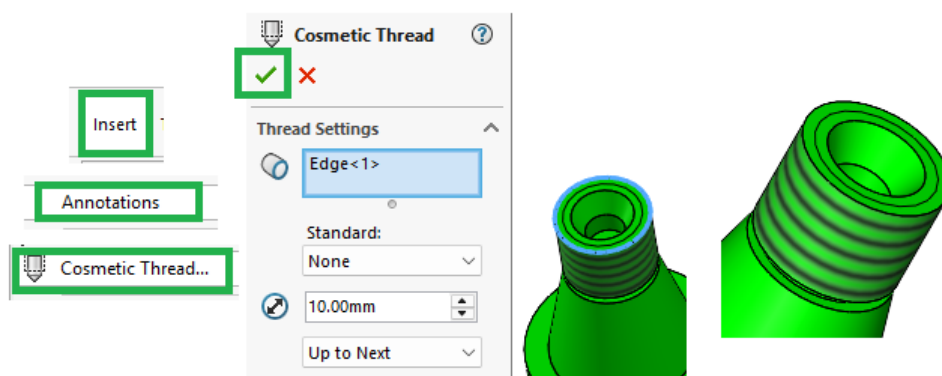 Insert
Annotations
Cosmetic Thread...
Cosmetic Thread
Thread Settings
Edge<1>
Standard:
None
10.00mm
Up to Next